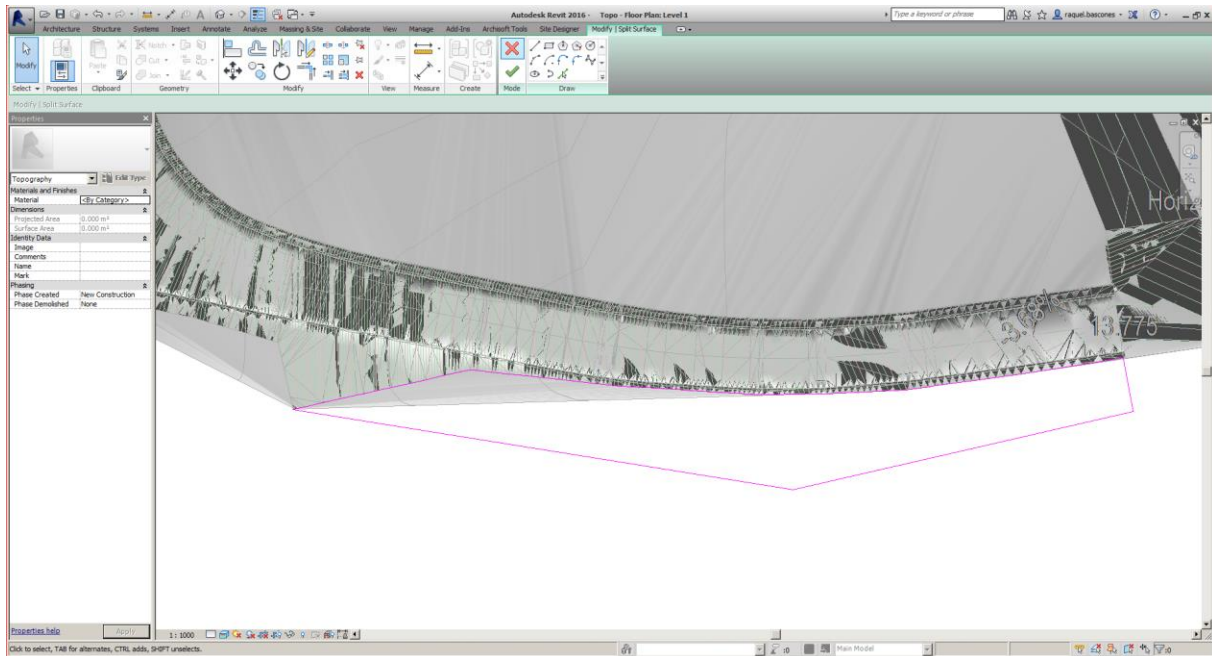 Autodesk Revit 2016 - Topo - Floor Plan: Level 1
Type a keyword or phrase
raquel.bascones
Architecture Structure Systems Insert Annotate Analyze Massing & Site Collaborate View Manage Add-Ins Archsoft Tools Site Designer Modify | Split Surface
Modify
Paste
Notch
Cut
Join
Select Properties Clipboard Geometry Modify View Measure Create Mode Draw
Modify | Split Surface
Properties
Topography
Edit Type
Materials and Finishes
Material <By Category>
Dimensions
Projected Area 0.000 m²
Surface Area 0.000 m²
Identity Data
Image
Comments
Name
Mark
Phasing
Phase Created New Construction
Phase Demolished None
13.775
Properties help
Apply
1 : 1000
Click to select, TAB for alternates, CTRL adds, SHIFT unselects.
:0
Main Model
:0